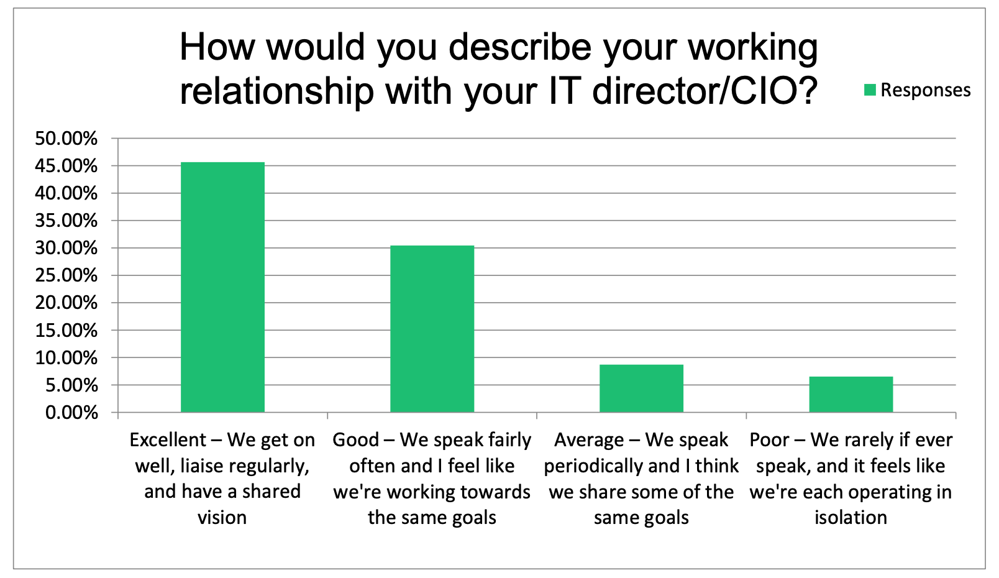 How would you describe your working
relationship with your IT director/CIO?
Responses
50.00%
45.00%
40.00%
35.00%
30.00%
25.00%
20.00%
15.00%
10.00%
5.00%
0.00%
Excellent – We get on
well, liaise regularly,
and have a shared
vision
Good – We speak fairly
often and I feel like
we're working towards
the same goals
Average – We speak
periodically and I think
we share some of the
same goals
Poor – We rarely if ever
speak, and it feels like
we're each operating in
isolation